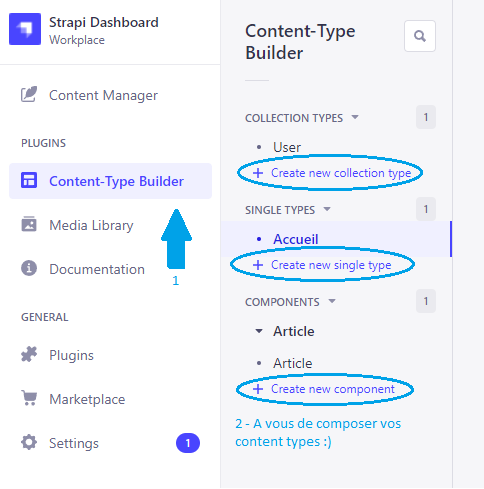 Strapi Dashboard
Workplace
Content Manager
PLUGINS
Content-Type Builder
Media Library
Documentation
1
GENERAL
Plugins
Marketplace
Settings
1
Content-Type
Builder
COLLECTION TYPES
1
User
+ Create new collection type
SINGLE TYPES
1
Accueil
+ Create new single type
COMPONENTS
1
Article
Article
+ Create new component
2 - A vous de composer vos
content types :)